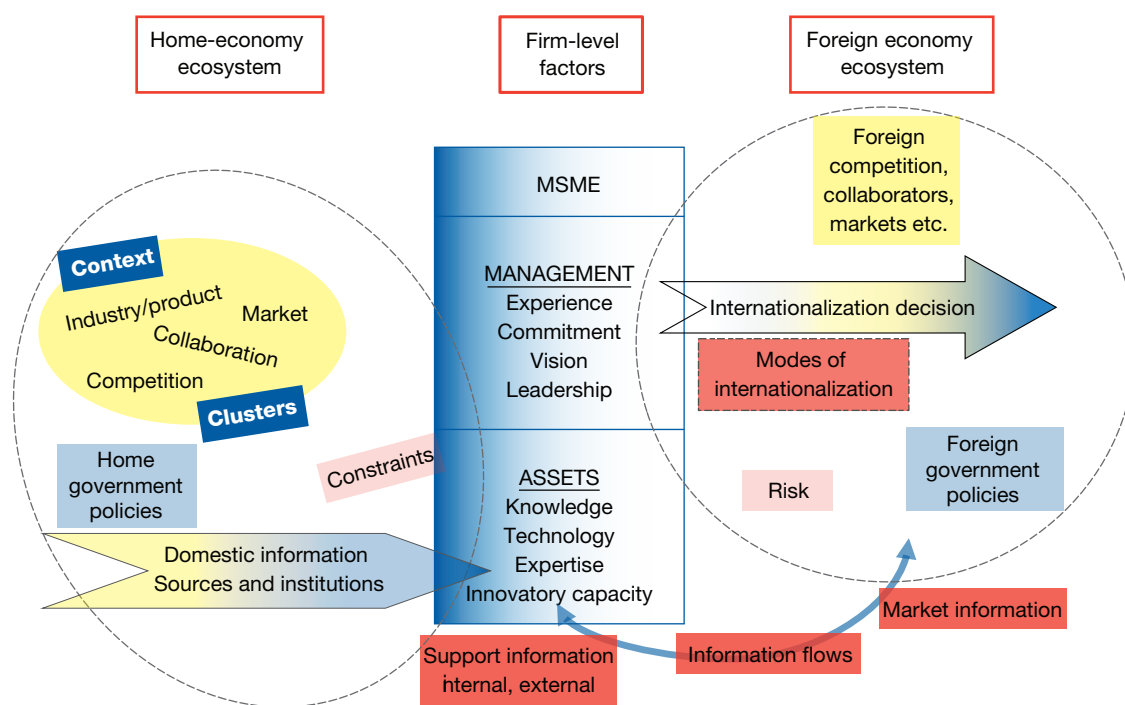 Home-economy
ecosystem
Firm-level
factors
Foreign economy
ecosystem
Foreign
competition,
collaborators,
markets etc.
MSME
Context
Industry/product
Market
Collaboration
Competition
Clusters
MANAGEMENT
Experience
Commitment
Vision
Leadership
Internationalization decision
Modes of
internationalization
Home
government
policies
Constraints
ASSETS
Knowledge
Technology
Expertise
Innovatory capacity
Risk
Foreign
government
policies
Domestic information
Sources and institutions
Support information
internal, external
Information flows
Market information